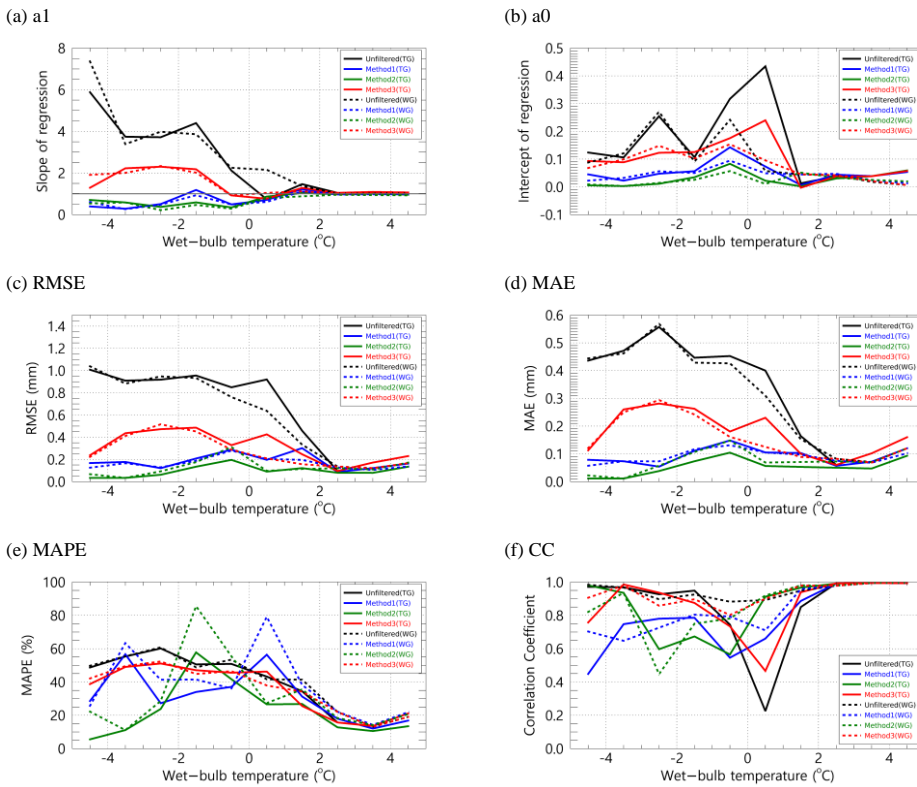 (a) a1
(b) a0
8
6
4
2
0
Slope of regression
-4
-2
0
2
4
Wet−bulb temperature (°C)
Unfiltered(TG)
Method1(TG)
Method2(TG)
Method3(TG)
Unfiltered(WG)
Method1(WG)
Method2(WG)
Method3(WG)
0.5
0.4
0.3
0.2
0.1
0.0
-0.1
Intercept of regression
-4
-2
0
2
4
Wet−bulb temperature (°C)
Unfiltered(TG)
Method1(TG)
Method2(TG)
Method3(TG)
Unfiltered(WG)
Method1(WG)
Method2(WG)
Method3(WG)
(c) RMSE
(d) MAE
1.4
1.2
1.0
0.8
0.6
0.4
0.2
0.0
RMSE (mm)
-4
-2
0
2
4
Wet−bulb temperature (°C)
Unfiltered(TG)
Method1(TG)
Method2(TG)
Method3(TG)
Unfiltered(WG)
Method1(WG)
Method2(WG)
Method3(WG)
0.6
0.5
0.4
0.3
0.2
0.1
0.0
MAE (mm)
-4
-2
0
2
4
Wet−bulb temperature (°C)
Unfiltered(TG)
Method1(TG)
Method2(TG)
Method3(TG)
Unfiltered(WG)
Method1(WG)
Method2(WG)
Method3(WG)
(e) MAPE
(f) CC
100
80
60
40
20
0
MAPE (%)
-4
-2
0
2
4
Wet−bulb temperature (°C)
Unfiltered(TG)
Method1(TG)
Method2(TG)
Method3(TG)
Unfiltered(WG)
Method1(WG)
Method2(WG)
Method3(WG)
1.0
0.8
0.6
0.4
0.2
0.0
Correlation Coefficient
-4
-2
0
2
4
Wet−bulb temperature (°C)
Unfiltered(TG)
Method1(TG)
Method2(TG)
Method3(TG)
Unfiltered(WG)
Method1(WG)
Method2(WG)
Method3(WG)